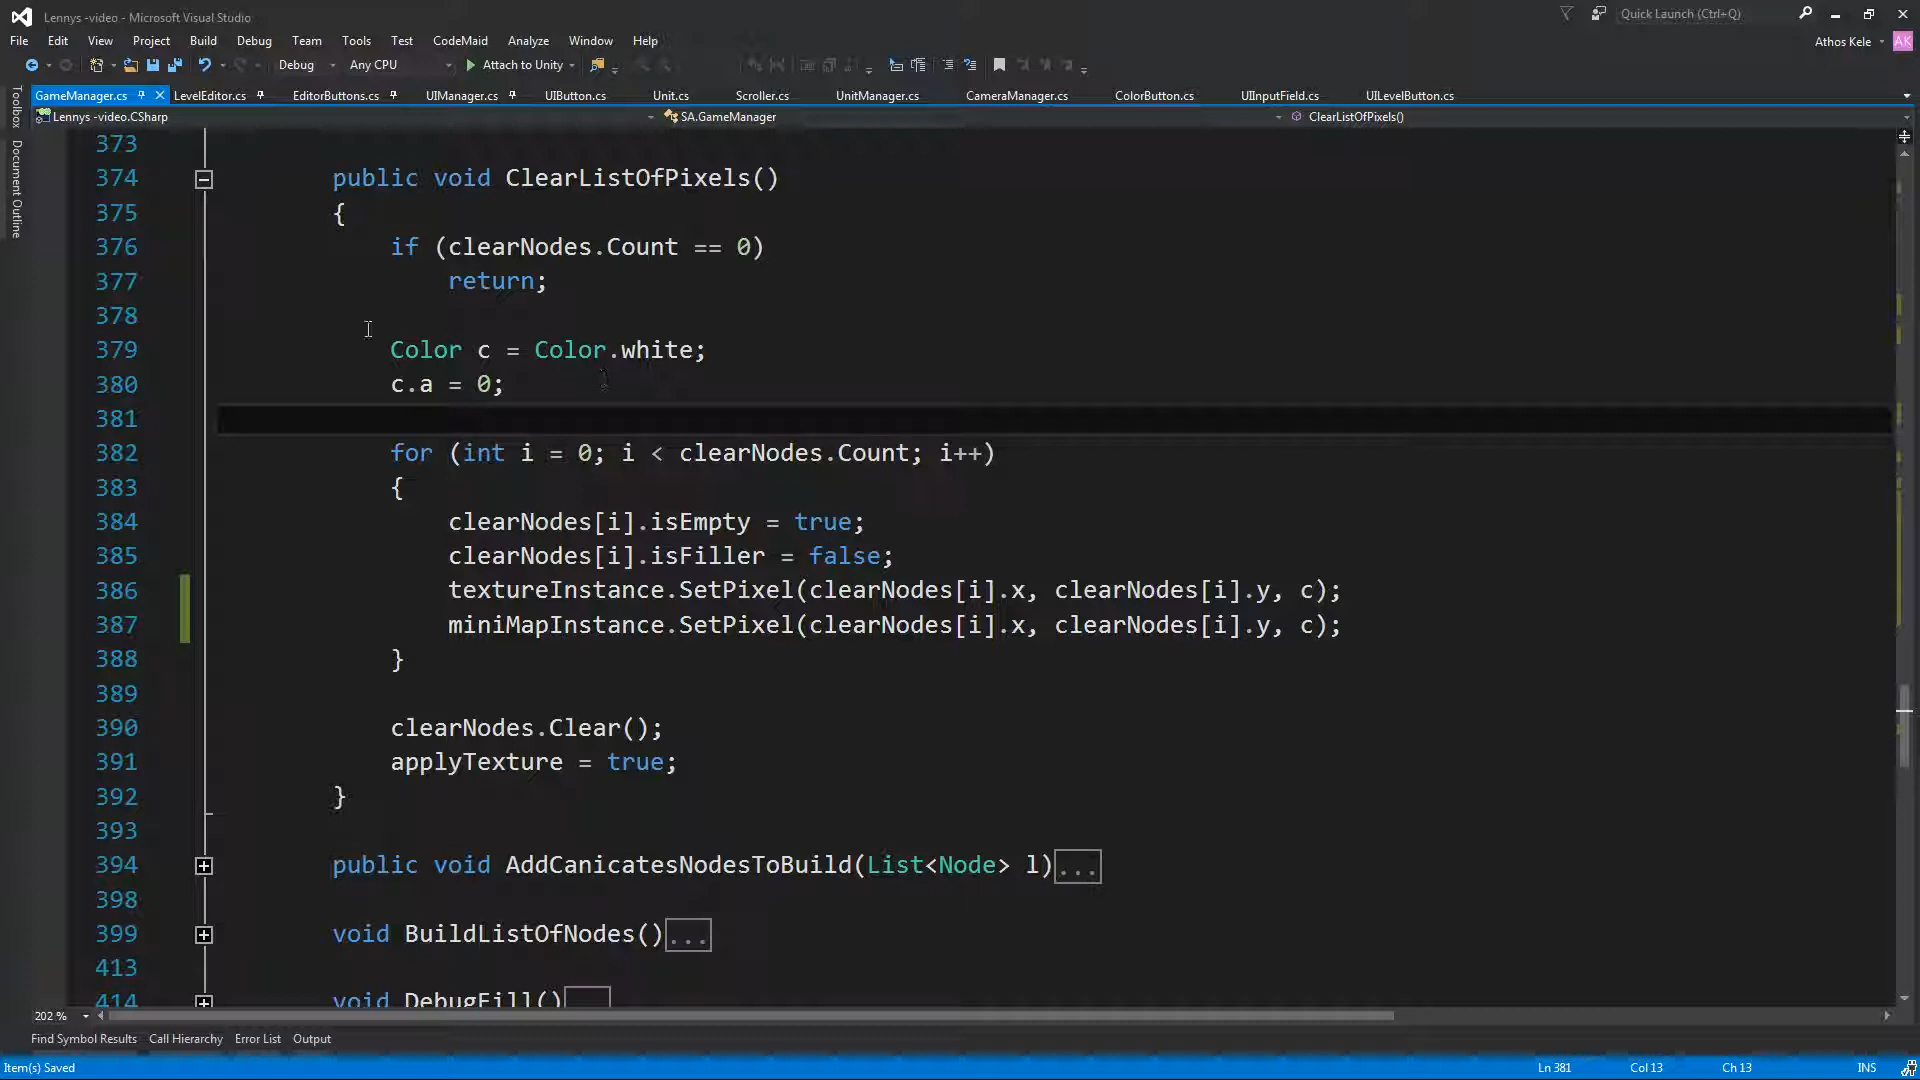 Lennys -video - Microsoft Visual Studio
Quick Launch (Ctrl+Q)
File Edit View Project Build Debug Team Tools Test CodeMaid Analyze Window Help
Athos Kele AK
Debug Any CPU Attach to Unity
GameManager.cs LevelEditor.cs EditorButtons.cs UIManager.cs UIButton.cs Unit.cs Scroller.cs UnitManager.cs CameraManager.cs ColorButton.cs UIInputField.cs UILevelButton.cs
Lennys -video.CSharp SA.GameManager ClearListOfPixels()
Toolbox
Document Outline
373
374 public void ClearListOfPixels()
375 {
376 if (clearNodes.Count == 0)
377 return;
378
379 Color c = Color.white;
380 c.a = 0;
381
382 for (int i = 0; i < clearNodes.Count; i++)
383 {
384 clearNodes[i].isEmpty = true;
385 clearNodes[i].isFiller = false;
386 textureInstance.SetPixel(clearNodes[i].x, clearNodes[i].y, c);
387 miniMapInstance.SetPixel(clearNodes[i].x, clearNodes[i].y, c);
388 }
389
390 clearNodes.Clear();
391 applyTexture = true;
392 }
393
394 public void AddCanicatesNodesToBuild(List<Node> l)...
398
399 void BuildListOfNodes()...
413
414 void DebugFill()...
202 %
Find Symbol Results Call Hierarchy Error List Output
Item(s) Saved Ln 381 Col 13 Ch 13 INS